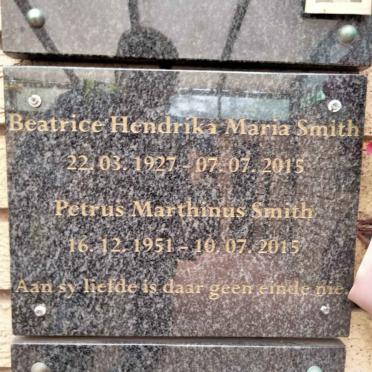 Beatrice Hendrika Maria Smith
22. 03. 1927 - 07. 07. 2015
Petrus Marthinus Smith
16. 12. 1951 - 10. 07. 2015
Aan sy liefde is daar geen einde nie.